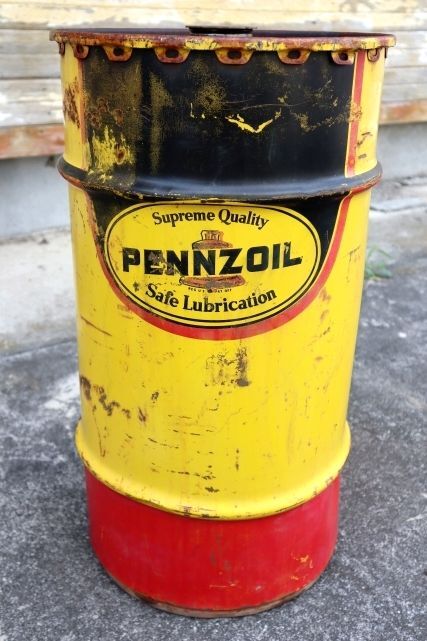 Supreme Quality
PENNZOIL
Safe Lubrication